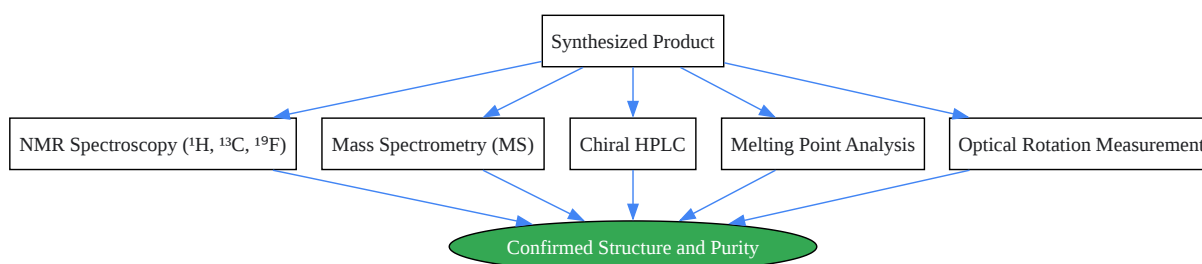 Synthesized Product
NMR Spectroscopy (¹H, ¹³C, ¹⁹F)
Mass Spectrometry (MS)
Chiral HPLC
Melting Point Analysis
Optical Rotation Measurement
Confirmed Structure and Purity